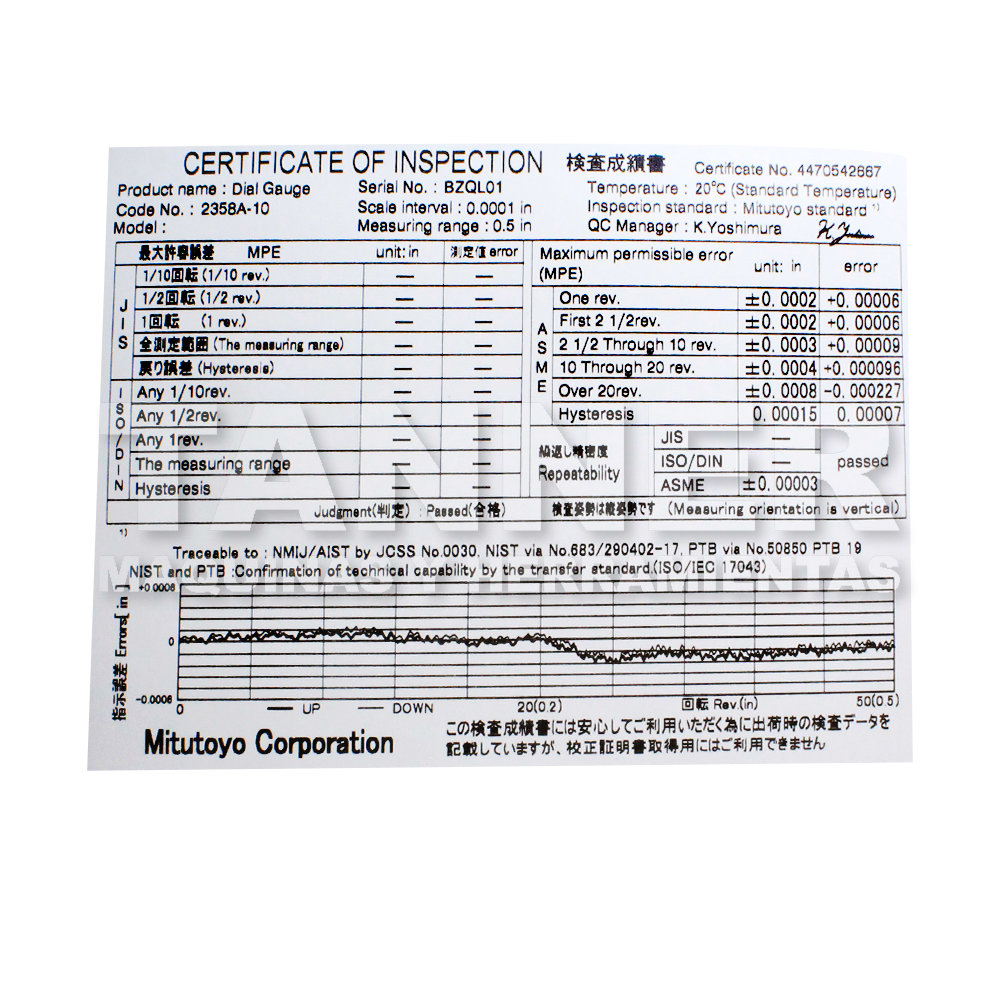 CERTIFICATE OF INSPECTION 検査成績書 Certificate No. 4470542667
Product name : Dial Gauge Serial No. : BZQL01 Temperature : 20°C (Standard Temperature)
Code No. : 2358A-10 Scale interval : 0.0001 in Inspection standard : Mitutoyo standard 1)
Model : Measuring range : 0.5 in QC Manager : K.Yoshimura
最大許容誤差 MPE unit: in 測定値 error
JIS
1/10回転 (1/10 rev.) — —
1/2回転 (1/2 rev.) — —
1回転 (1 rev.) — —
全測定範囲 (The measuring range) — —
戻り誤差 (Hysteresis) — —
ISO/DIN
Any 1/10rev. — —
Any 1/2rev. — —
Any 1rev. — —
The measuring range — —
Hysteresis — —
Maximum permissible error (MPE) unit: in error
ASME
One rev. ±0.0002 +0.00006
First 2 1/2rev. ±0.0002 +0.00006
2 1/2 Through 10 rev. ±0.0003 +0.00009
10 Through 20 rev. ±0.0004 +0.000096
Over 20rev. ±0.0008 -0.000227
Hysteresis 0.00015 0.00007
繰返し精密度 Repeatability
JIS —
ISO/DIN — passed
ASME ±0.00003
Judgment(判定) : Passed(合格) 検査姿勢は縦姿勢です (Measuring orientation is vertical)
1)
Traceable to : NMIJ/AIST by JCSS No.0030, NIST via No.683/290402-17, PTB via No.50850 PTB 19
NIST and PTB :Confirmation of technical capability by the transfer standard.(ISO/IEC 17043)
TANNER
MAQUINAS Y HERRAMIENTAS
指示誤差 Errors[in]
+0.0006
0
-0.0006
0 — UP — DOWN 20(0.2) 回転 Rev.(in) 50(0.5)
Mitutoyo Corporation
この検査成績書には安心してご利用いただく為に出荷時の検査データを
記載していますが、校正証明書取得用にはご利用できません